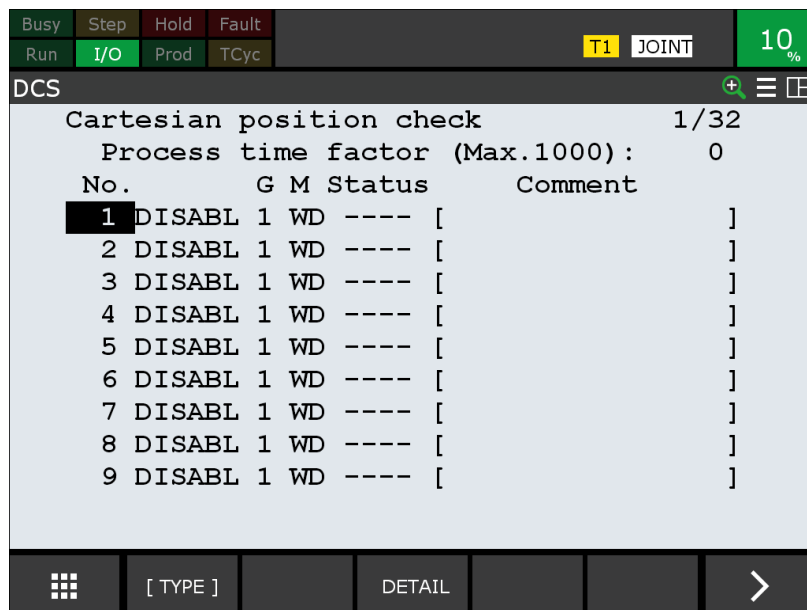 Busy Step Hold Fault
Run I/O Prod TCyc T1 JOINT 10%
DCS
Cartesian position check 1/32
Process time factor (Max.1000): 0
No. G M Status Comment
1 DISABL 1 WD ---- [ ]
2 DISABL 1 WD ---- [ ]
3 DISABL 1 WD ---- [ ]
4 DISABL 1 WD ---- [ ]
5 DISABL 1 WD ---- [ ]
6 DISABL 1 WD ---- [ ]
7 DISABL 1 WD ---- [ ]
8 DISABL 1 WD ---- [ ]
9 DISABL 1 WD ---- [ ]
[ TYPE ] DETAIL